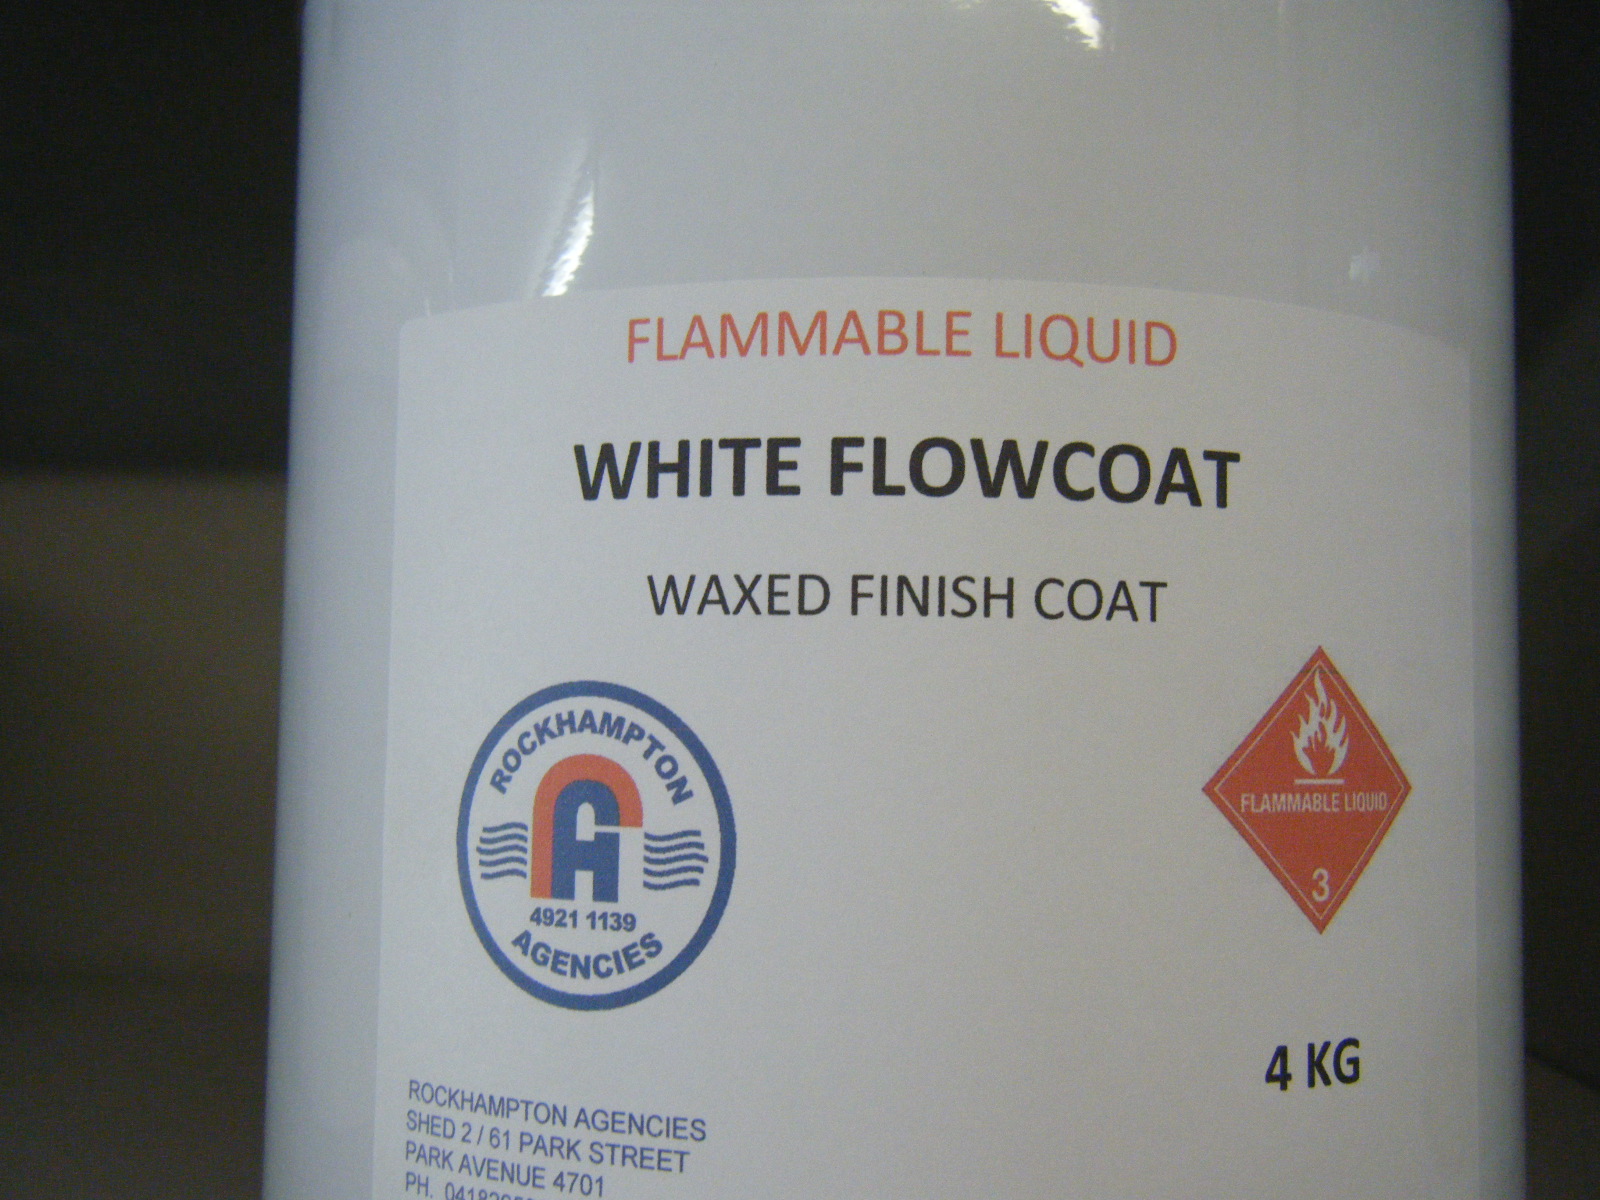 FLAMMABLE LIQUID
WHITE FLOWCOAT
WAXED FINISH COAT
ROCKHAMPTON
4921 1139
AGENCIES
FLAMMABLE LIQUID
3
4 KG
ROCKHAMPTON AGENCIES
SHED 2 / 61 PARK STREET
PARK AVENUE 4701
PH.